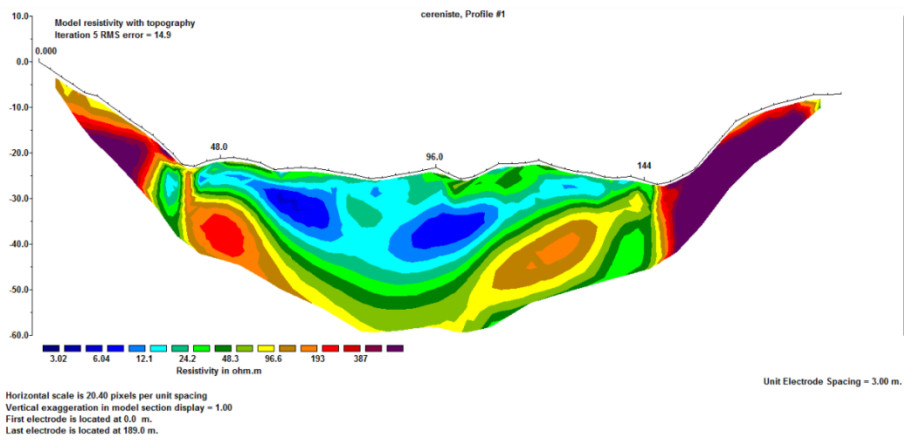 cereniste, Profile #1
10.0
Model resistivity with topography
Iteration 5 RMS error = 14.9
0.000
0.0
-10.0
-20.0
48.0
96.0
144
-30.0
-40.0
-50.0
-60.0
3.02 6.04 12.1 24.2 48.3 96.6 193 387
Resistivity in ohm.m
Unit Electrode Spacing = 3.00 m.
Horizontal scale is 20.40 pixels per unit spacing
Vertical exaggeration in model section display = 1.00
First electrode is located at 0.0 m.
Last electrode is located at 189.0 m.